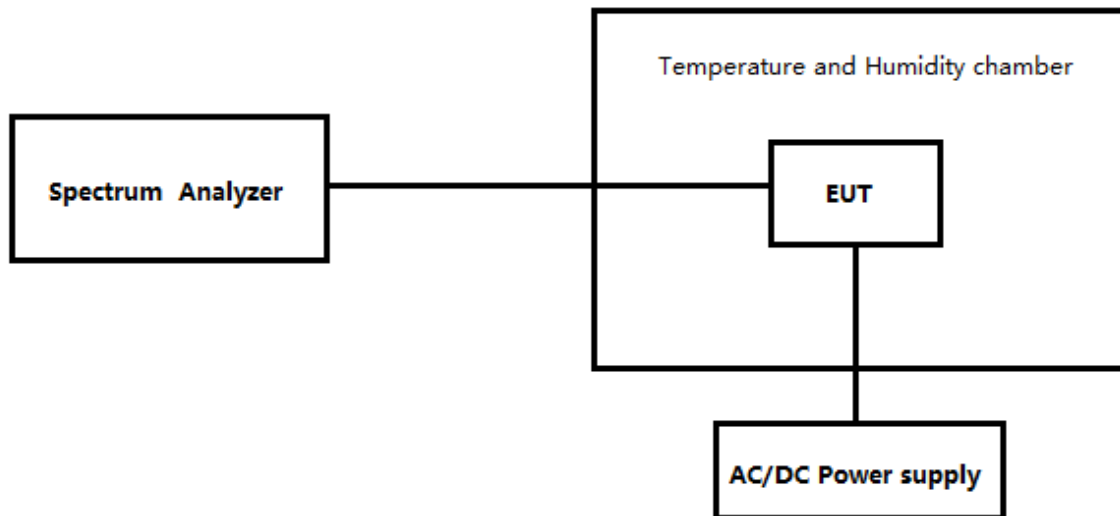 Temperature and Humidity chamber
Spectrum Analyzer
EUT
AC/DC Power supply